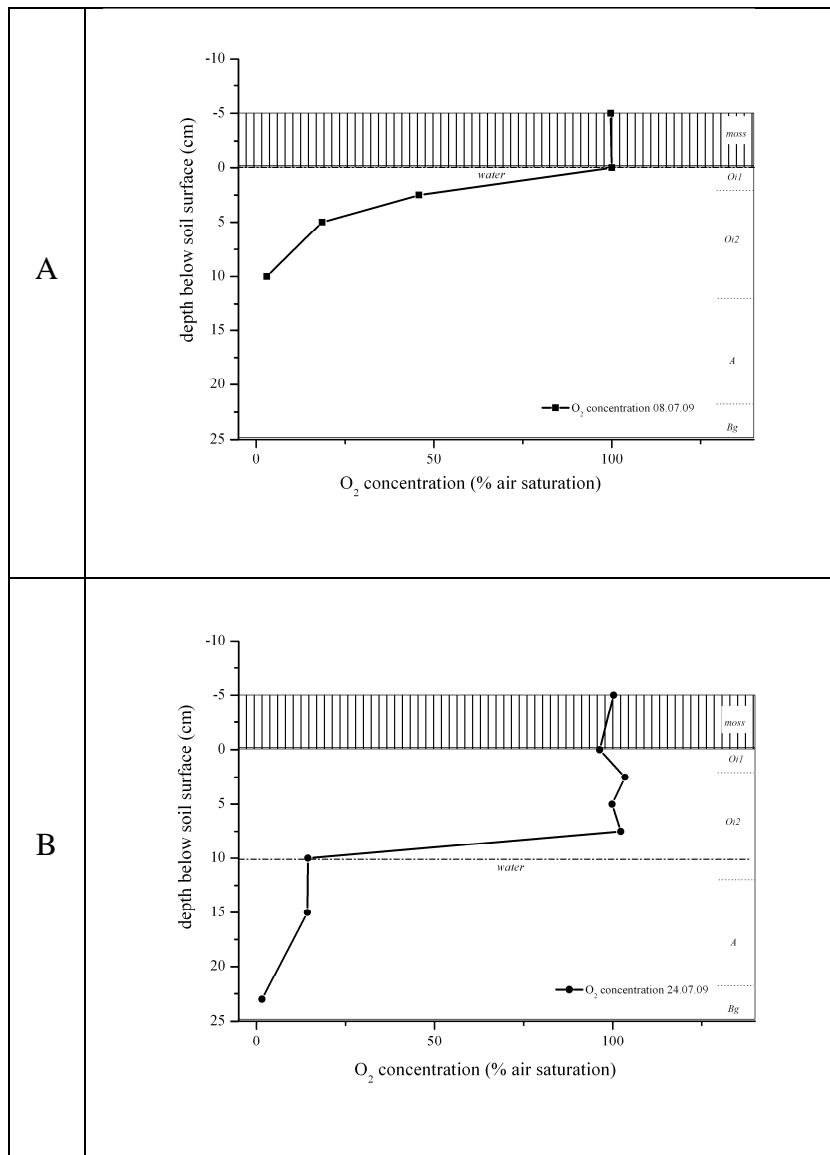 A
-10
-5
moss
0
water
Oi1
5
Oi2
10
15
A
20
O2 concentration 08.07.09
Bg
25
0
50
100
depth below soil surface (cm)
O2 concentration (% air saturation)
B
-10
-5
moss
0
Oi1
5
Oi2
10
water
15
A
20
O2 concentration 24.07.09
Bg
25
0
50
100
depth below soil surface (cm)
O2 concentration (% air saturation)